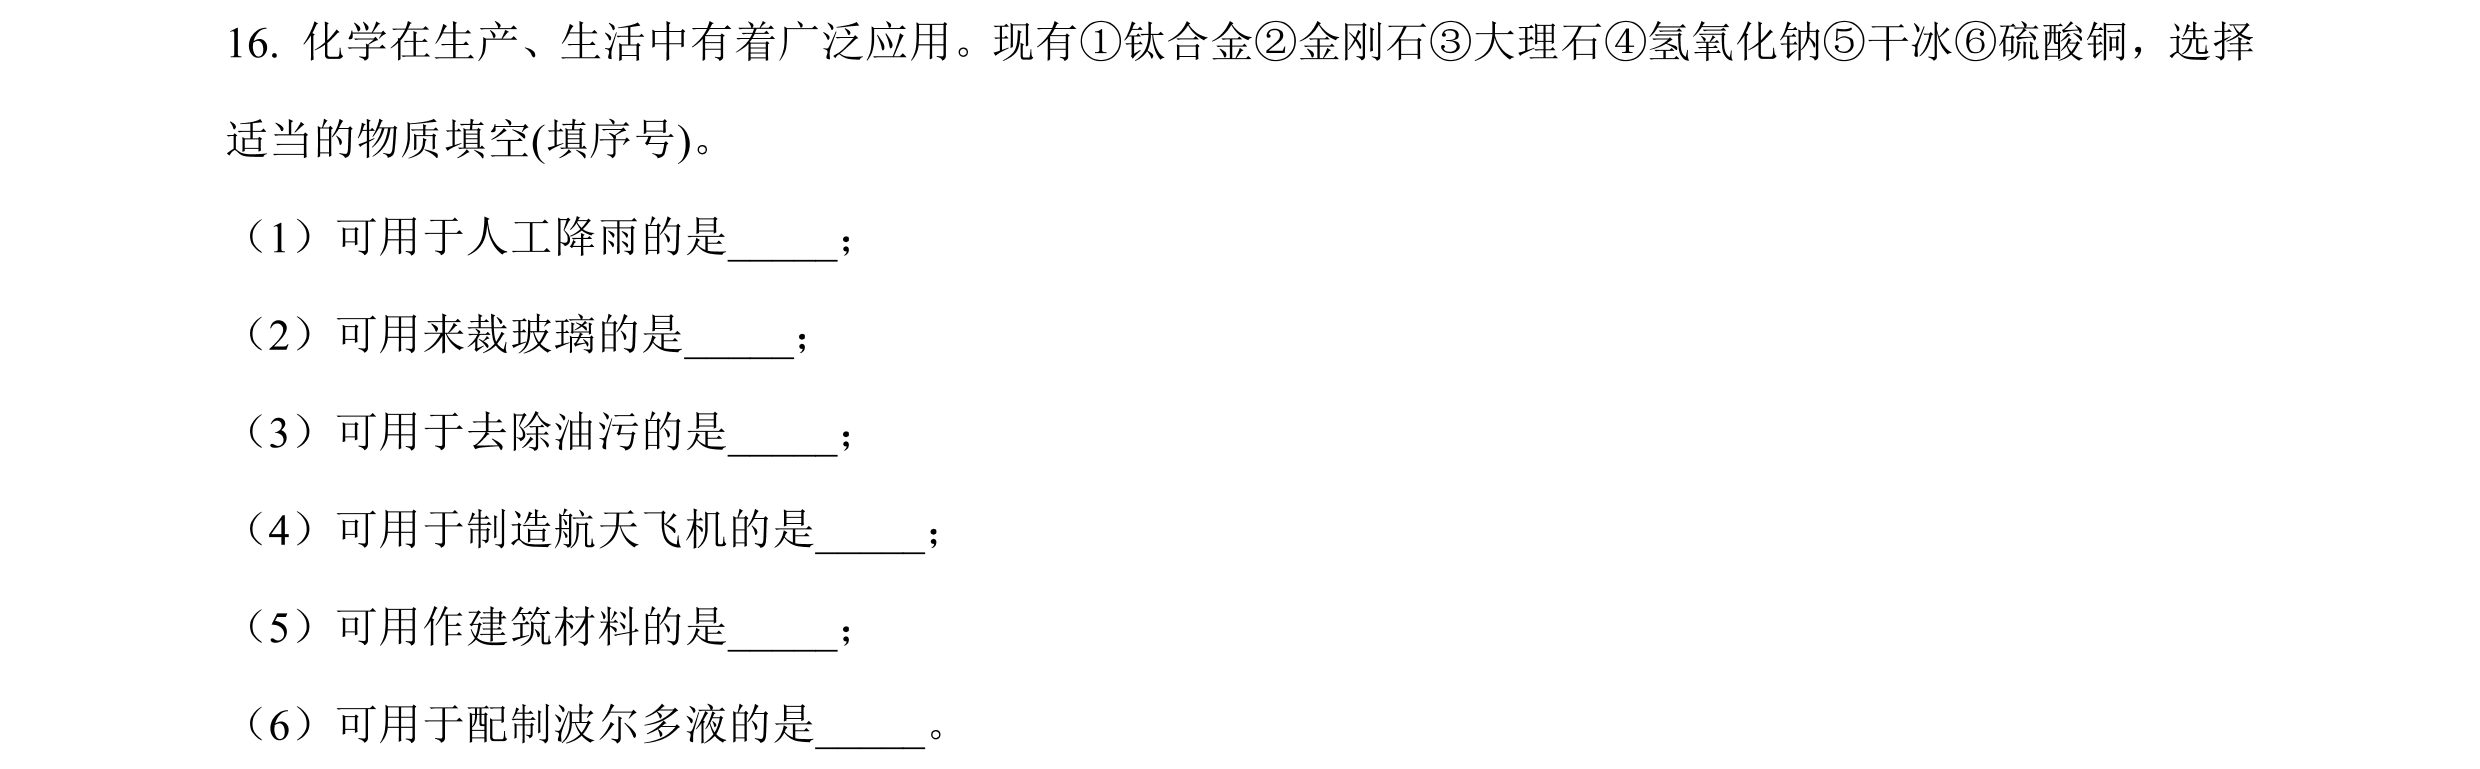 16. 化学在生产、生活中有着广泛应用。现有①钛合金②金刚石③大理石④氢氧化钠⑤干冰⑥硫酸铜，选择
适当的物质填空(填序号)。
（1）可用于人工降雨的是_____；
（2）可用来裁玻璃的是_____；
（3）可用于去除油污的是_____；
（4）可用于制造航天飞机的是_____；
（5）可用作建筑材料的是_____；
（6）可用于配制波尔多液的是_____。